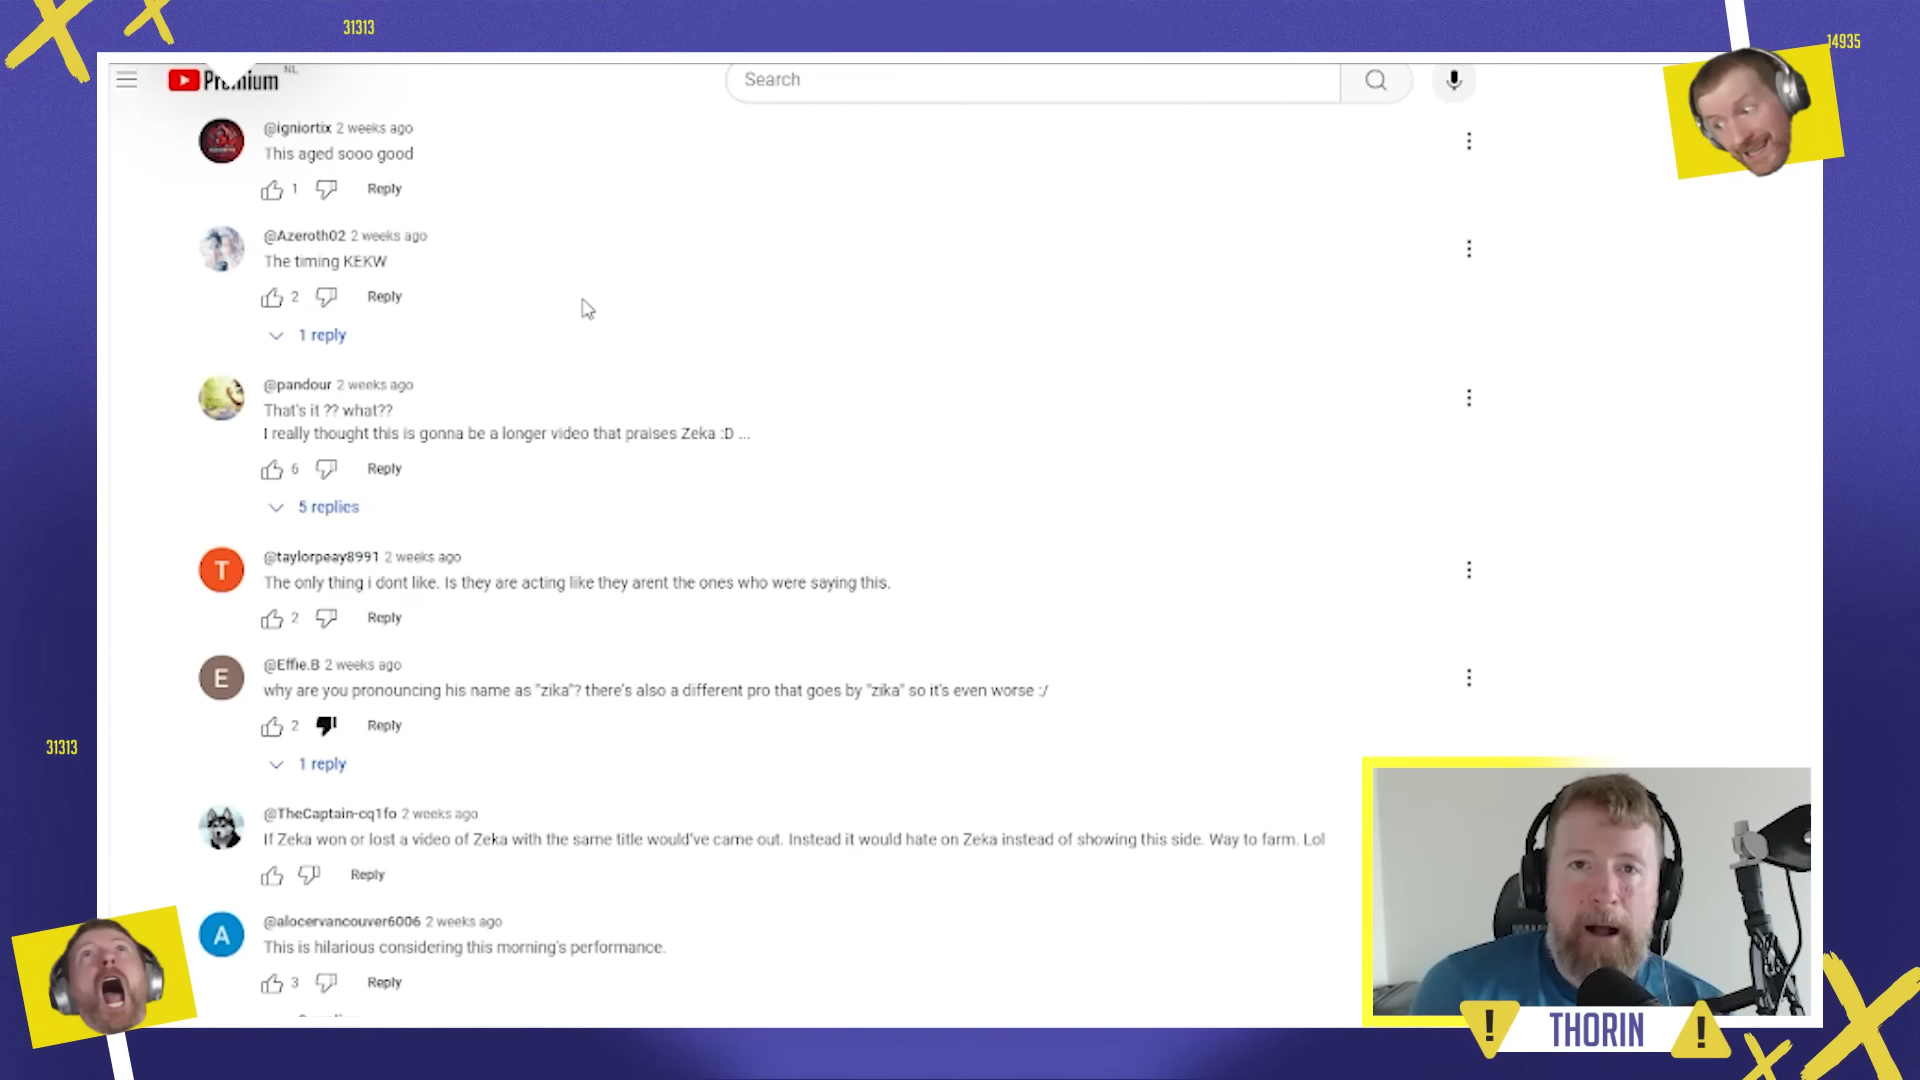 31313
14935
Premium
NL
Search
@igniortix 2 weeks ago
This aged sooo good
1 Reply
@Azeroth02 2 weeks ago
The timing KEKW
2 Reply
1 reply
@pandour 2 weeks ago
That's it ?? what??
I really thought this is gonna be a longer video that praises Zeka :D ...
6 Reply
5 replies
T
@taylorpeay8991 2 weeks ago
The only thing i dont like. Is they are acting like they arent the ones who were saying this.
2 Reply
E
@Effie.B 2 weeks ago
why are you pronouncing his name as "zika"? there's also a different pro that goes by "zika" so it's even worse :/
2 Reply
31313
1 reply
@TheCaptain-cq1fo 2 weeks ago
If Zeka won or lost a video of Zeka with the same title would've came out. Instead it would hate on Zeka instead of showing this side. Way to farm. Lol
Reply
A
@alocervancouver6006 2 weeks ago
This is hilarious considering this morning's performance.
3 Reply
! THORIN !